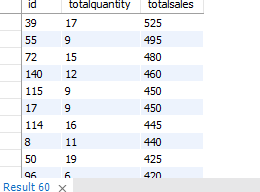 id totalquantity totalsales
39 17 525
55 9 495
72 15 480
140 12 460
115 9 450
17 9 450
114 16 445
8 11 440
50 19 425
96 6 420
Result 60 ×